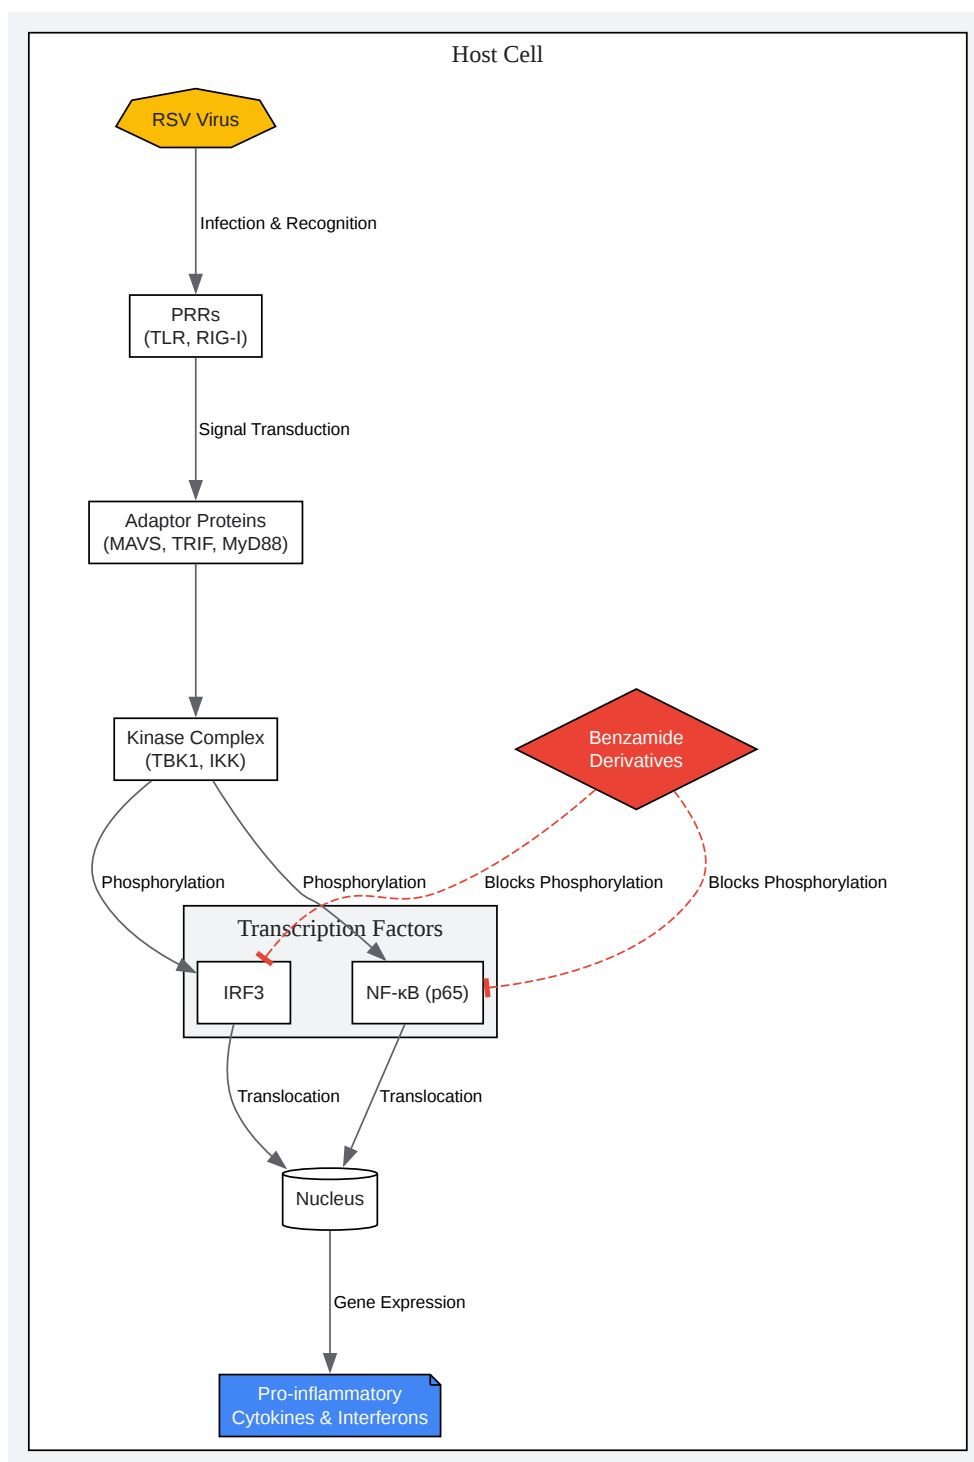 Host Cell
RSV Virus
Infection & Recognition
PRRs
(TLR, RIG-I)
Signal Transduction
Adaptor Proteins
(MAVS, TRIF, MyD88)
Kinase Complex
(TBK1, IKK)
Benzamide
Derivatives
Phosphorylation
Phosphorylation
Blocks Phosphorylation
Blocks Phosphorylation
Transcription Factors
IRF3
NF-κB (p65)
Translocation
Translocation
Nucleus
Gene Expression
Pro-inflammatory
Cytokines & Interferons